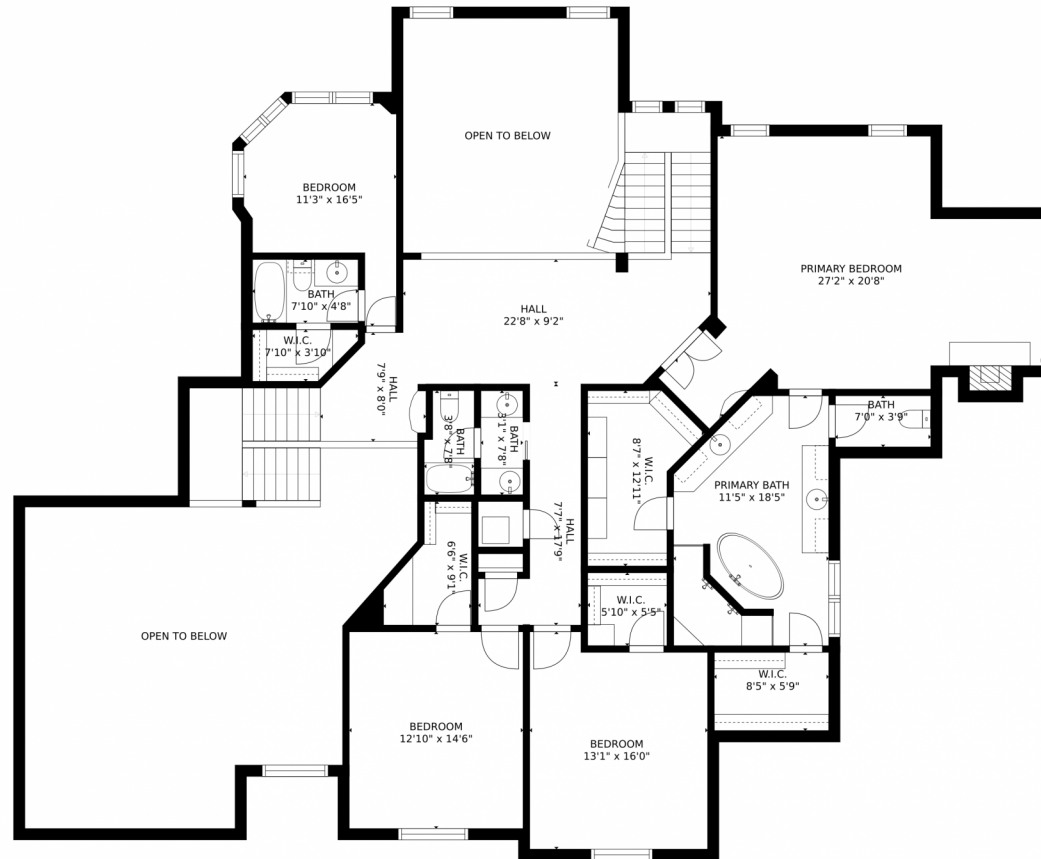 OPEN TO BELOW
BEDROOM
11'3" x 16'5"
PRIMARY BEDROOM
27'2" x 20'8"
BATH
7'10" x 4'8"
HALL
22'8" x 9'2"
W.I.C.
7'10" x 3'10"
HALL
7'9" x 8'0"
BATH
3'8" x 7'8"
BATH
3'1" x 7'8"
BATH
7'0" x 3'9"
W.I.C.
8'7" x 12'11"
PRIMARY BATH
11'5" x 18'5"
HALL
7'7" x 17'9"
W.I.C.
6'6" x 9'1"
W.I.C.
5'10" x 5'5"
OPEN TO BELOW
W.I.C.
8'5" x 5'9"
BEDROOM
12'10" x 14'6"
BEDROOM
13'1" x 16'0"